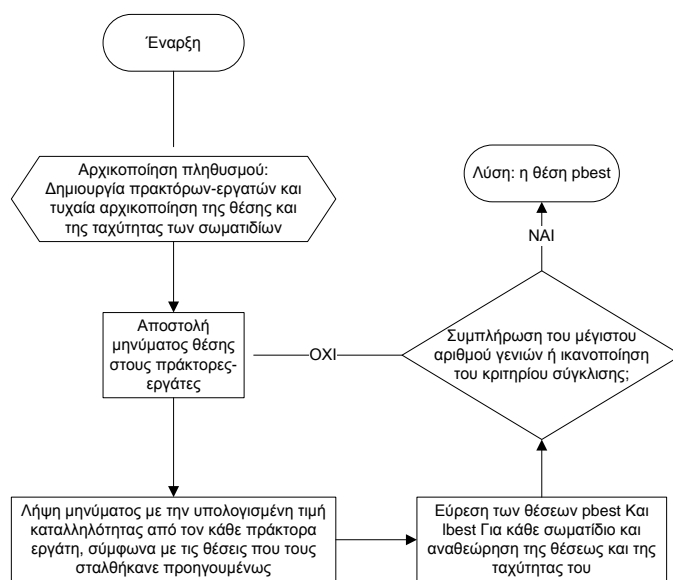 Έναρξη
Αρχικοποίηση πληθυσμού:
Δημιουργία πρακτόρων-εργατών και
τυχαία αρχικοποίηση της θέσης και
της ταχύτητας των σωματιδίων
Αποστολή
μηνύματος θέσης
στους πράκτορες-
εργάτες
Λήψη μηνύματος με την υπολογισμένη τιμή
καταλληλότητας από τον κάθε πράκτορα
εργάτη, σύμφωνα με τις θέσεις που τους
σταλθήκανε προηγουμένως
Εύρεση των θέσεων pbest Και
lbest Για κάθε σωματίδιο και
αναθεώρηση της θέσεως και της
ταχύτητας του
Συμπλήρωση του μέγιστου
αριθμού γενιών ή ικανοποίηση
του κριτηρίου σύγκλισης;
ΟΧΙ
ΝΑΙ
Λύση: η θέση pbest